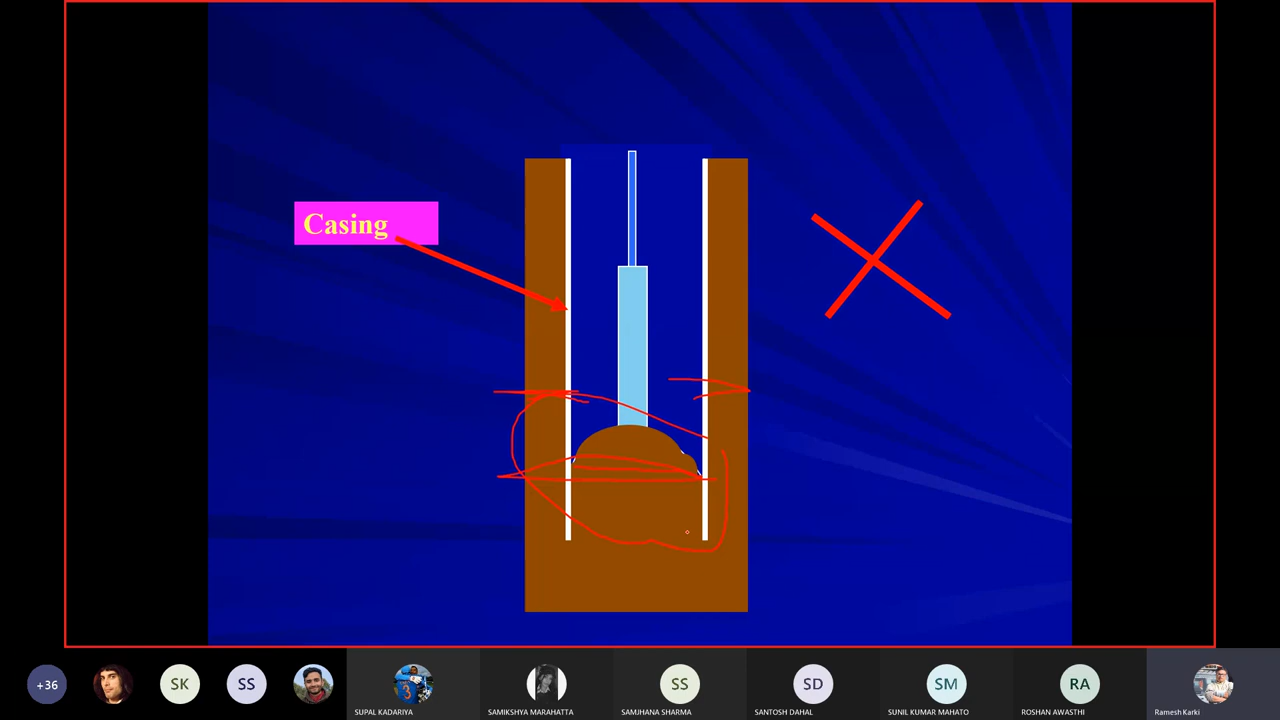 Casing
+36
SK
SS
SS
SD
SM
RA
SUPAL KADARIYA
SAMIKSHYA MARAHATTA
SAMJHANA SHARMA
SANTOSH DAHAL
SUNIL KUMAR MAHATO
ROSHAN AWASTHI
Ramesh Karki